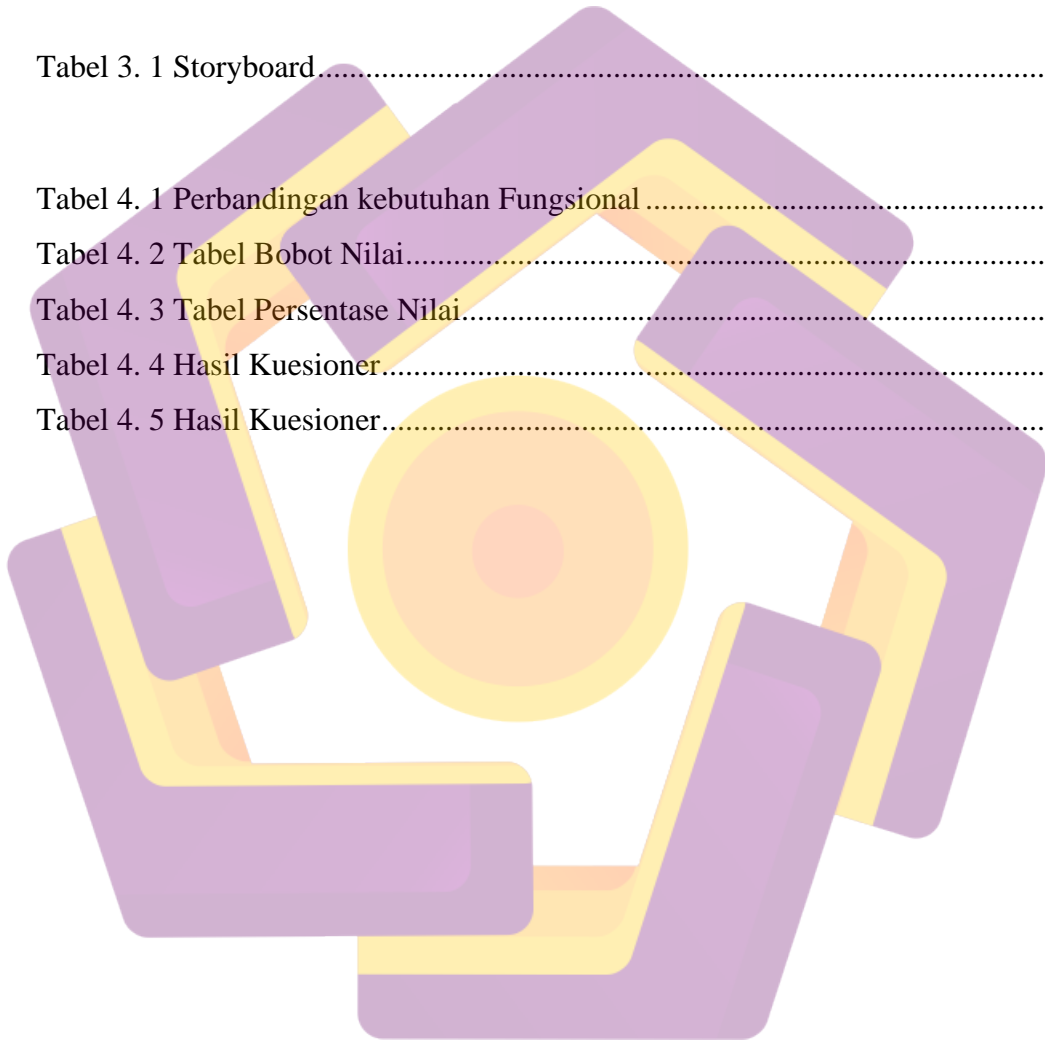 Tabel 3. 1 Storyboard..........................................................................................
Tabel 4. 1 Perbandingan kebutuhan Fungsional.................................................
Tabel 4. 2 Tabel Bobot Nilai...............................................................................
Tabel 4. 3 Tabel Persentase Nilai........................................................................
Tabel 4. 4 Hasil Kuesioner..................................................................................
Tabel 4. 5 Hasil Kuesioner..................................................................................